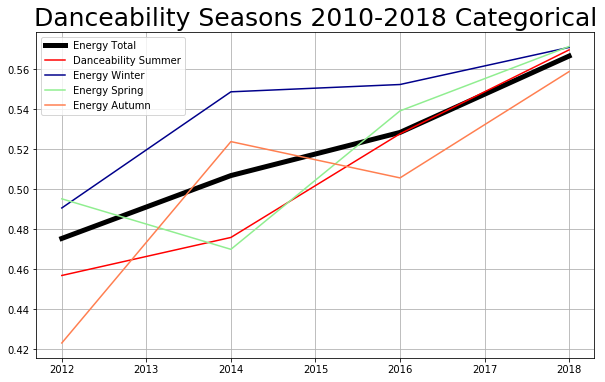 Danceability Seasons 2010-2018 Categorical
Energy Total
Danceability Summer
Energy Winter
Energy Spring
Energy Autumn
0.56
0.54
0.52
0.50
0.48
0.46
0.44
0.42
2012 2013 2014 2015 2016 2017 2018